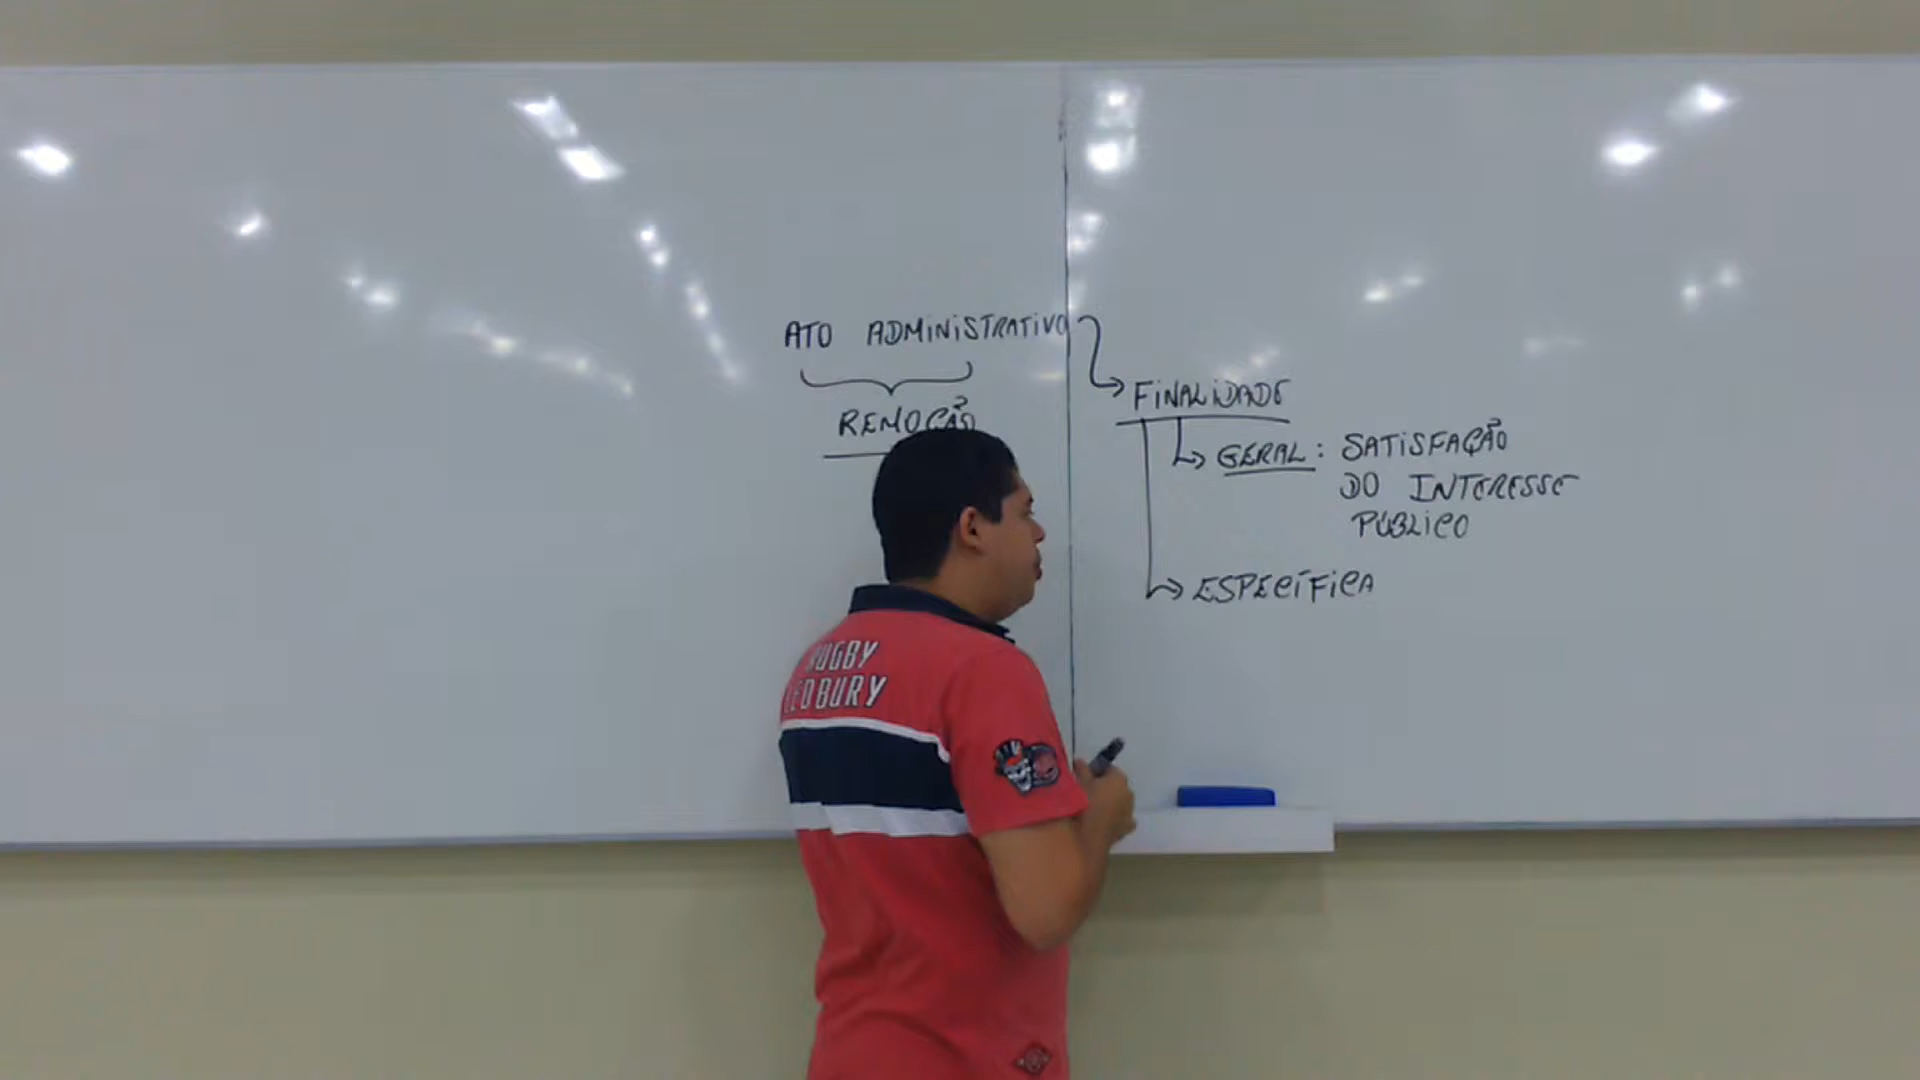 ATO ADMINISTRATIVO
REMOÇÃO
FINALIDADE
GERAL: SATISFAÇÃO
DO INTERESSE
PÚBLICO
ESPECÍFICA
RUGBY
LEDBURY